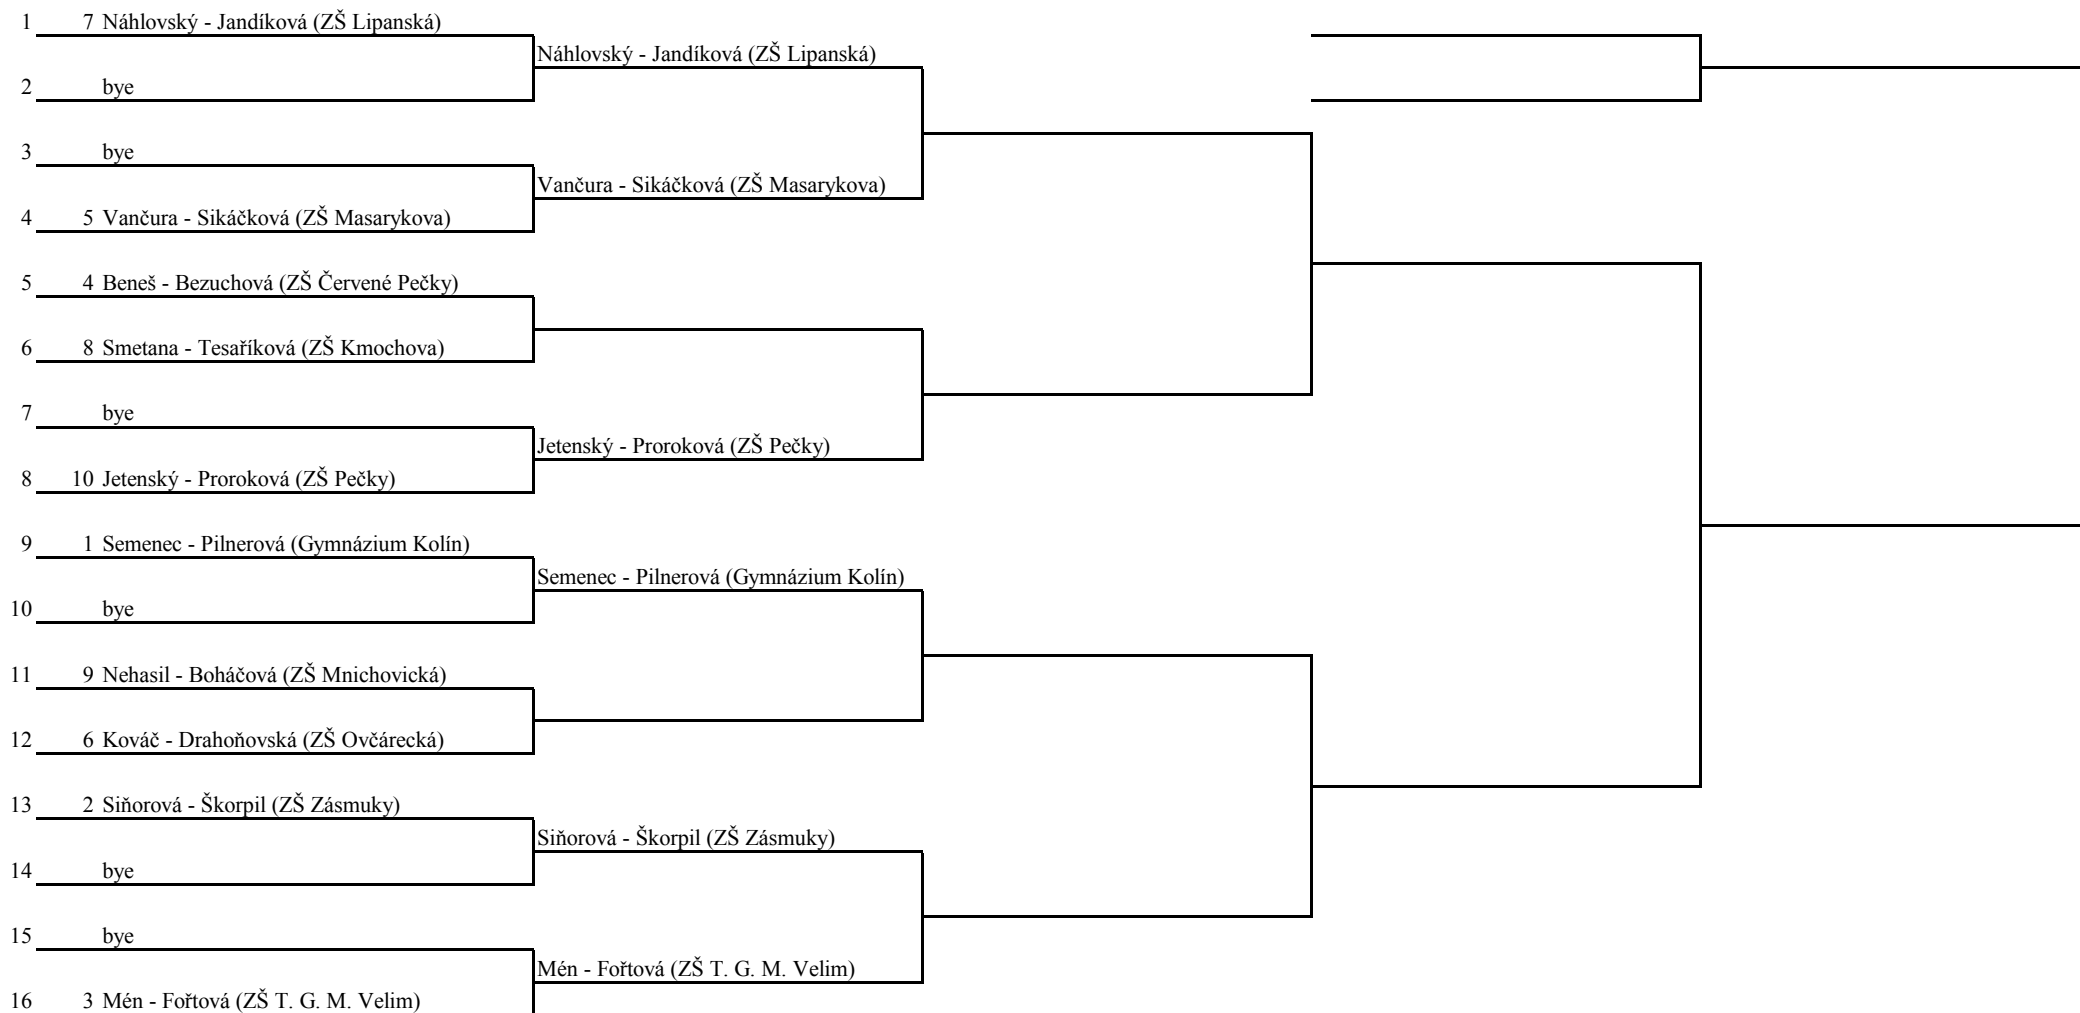 1 7 Náhlovský - Jandíková (ZŠ Lipanská)
Náhlovský - Jandíková (ZŠ Lipanská)
2 bye
3 bye
Vančura - Sikáčková (ZŠ Masarykova)
4 5 Vančura - Sikáčková (ZŠ Masarykova)
5 4 Beneš - Bezuchová (ZŠ Červené Pečky)
6 8 Smetana - Tesaříková (ZŠ Kmochova)
7 bye
Jetenský - Proroková (ZŠ Pečky)
8 10 Jetenský - Proroková (ZŠ Pečky)
9 1 Semenec - Pilnerová (Gymnázium Kolín)
Semenec - Pilnerová (Gymnázium Kolín)
10 bye
11 9 Nehasil - Boháčová (ZŠ Mnichovická)
12 6 Kováč - Drahoňovská (ZŠ Ovčárecká)
13 2 Siňorová - Škorpil (ZŠ Zásmuky)
Siňorová - Škorpil (ZŠ Zásmuky)
14 bye
15 bye
Mén - Fořtová (ZŠ T. G. M. Velim)
16 3 Mén - Fořtová (ZŠ T. G. M. Velim)